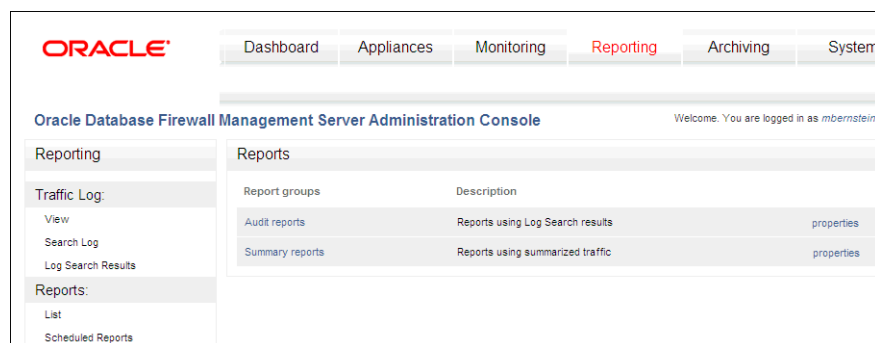 ORACLE
Dashboard Appliances Monitoring Reporting Archiving System
Oracle Database Firewall Management Server Administration Console
Welcome. You are logged in as mbernstein
Reporting
Traffic Log:
View
Search Log
Log Search Results
Reports:
List
Scheduled Reports
Reports
Report groups Description
Audit reports Reports using Log Search results properties
Summary reports Reports using summarized traffic properties